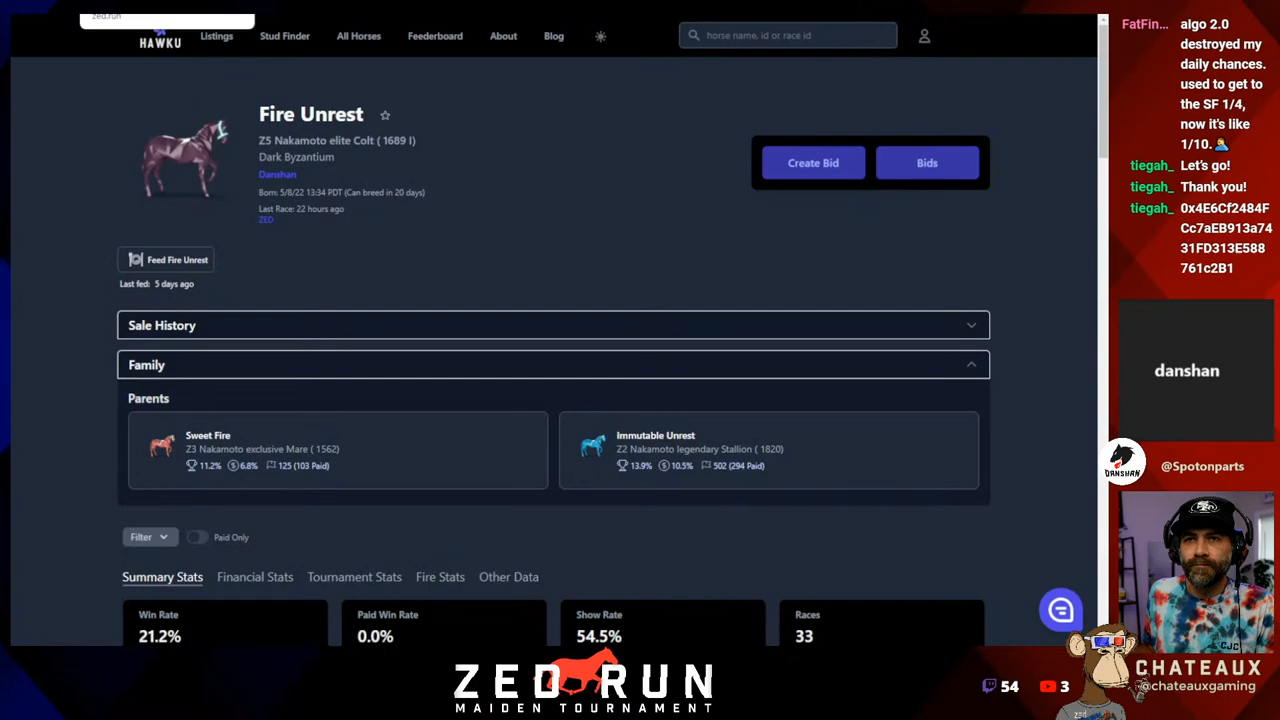 zed.run
HAWKU
Listings
Stud Finder
All Horses
Feederboard
About
Blog
horse name, id or race id
Fire Unrest
Z5 Nakamoto elite Colt ( 1689 I)
Dark Byzantium
Danshan
Born: 5/8/22 13:34 PDT (Can breed in 20 days)
Last Race: 22 hours ago
ZED
Create Bid
Bids
Feed Fire Unrest
Last fed: 5 days ago
Sale History
Family
Parents
Sweet Fire
Z3 Nakamoto exclusive Mare ( 1562)
11.2% 6.8% 125 (103 Paid)
Immutable Unrest
Z2 Nakamoto legendary Stallion ( 1820)
13.9% 10.5% 502 (294 Paid)
Filter
Paid Only
Summary Stats
Financial Stats
Tournament Stats
Fire Stats
Other Data
Win Rate
21.2%
Paid Win Rate
0.0%
Show Rate
54.5%
Races
33
FatFin... algo 2.0
destroyed my
daily chances.
used to get to
the SF 1/4,
now it's like
1/10.
tiegah_ Let's go!
tiegah_ Thank you!
tiegah_ 0x4E6Cf2484F
Cc7aEB913a74
31FD313E588
761c2B1
danshan
DANSHAN
@Spotonparts
CJC
ZED RUN
MAIDEN TOURNAMENT
54
3
CHATEAUX
@chateauxgaming
ZED